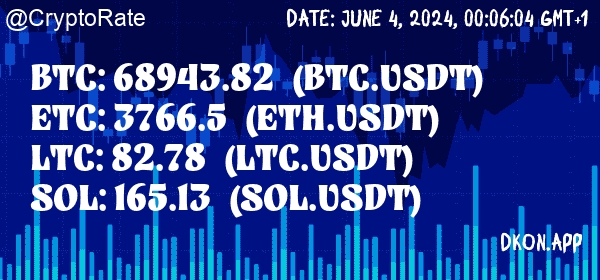 @CryptoRate
DATE: JUNE 4, 2024, 00:06:04 GMT+1
BTC: 68943.82 (BTC.USDT)
ETC: 3766.5 (ETH.USDT)
LTC: 82.78 (LTC.USDT)
SOL: 165.13 (SOL.USDT)
DKON.APP